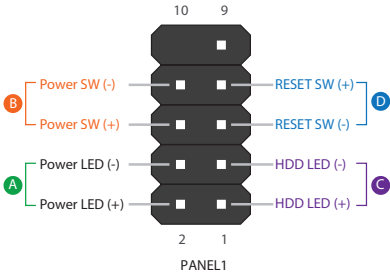 10 9
Power SW (-) RESET SW (+)
B D
Power SW (+) RESET SW (-)
Power LED (-) HDD LED (-)
A C
Power LED (+) HDD LED (+)
2 1
PANEL1